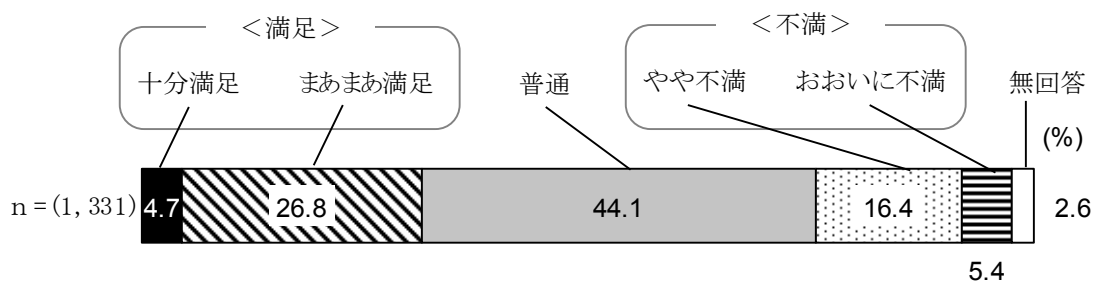 ＜満足＞ ＜不満＞
十分満足 まあまあ満足 普通 やや不満 おおいに不満 無回答
(%)
n=(1,331) 4.7 26.8 44.1 16.4 2.6
5.4